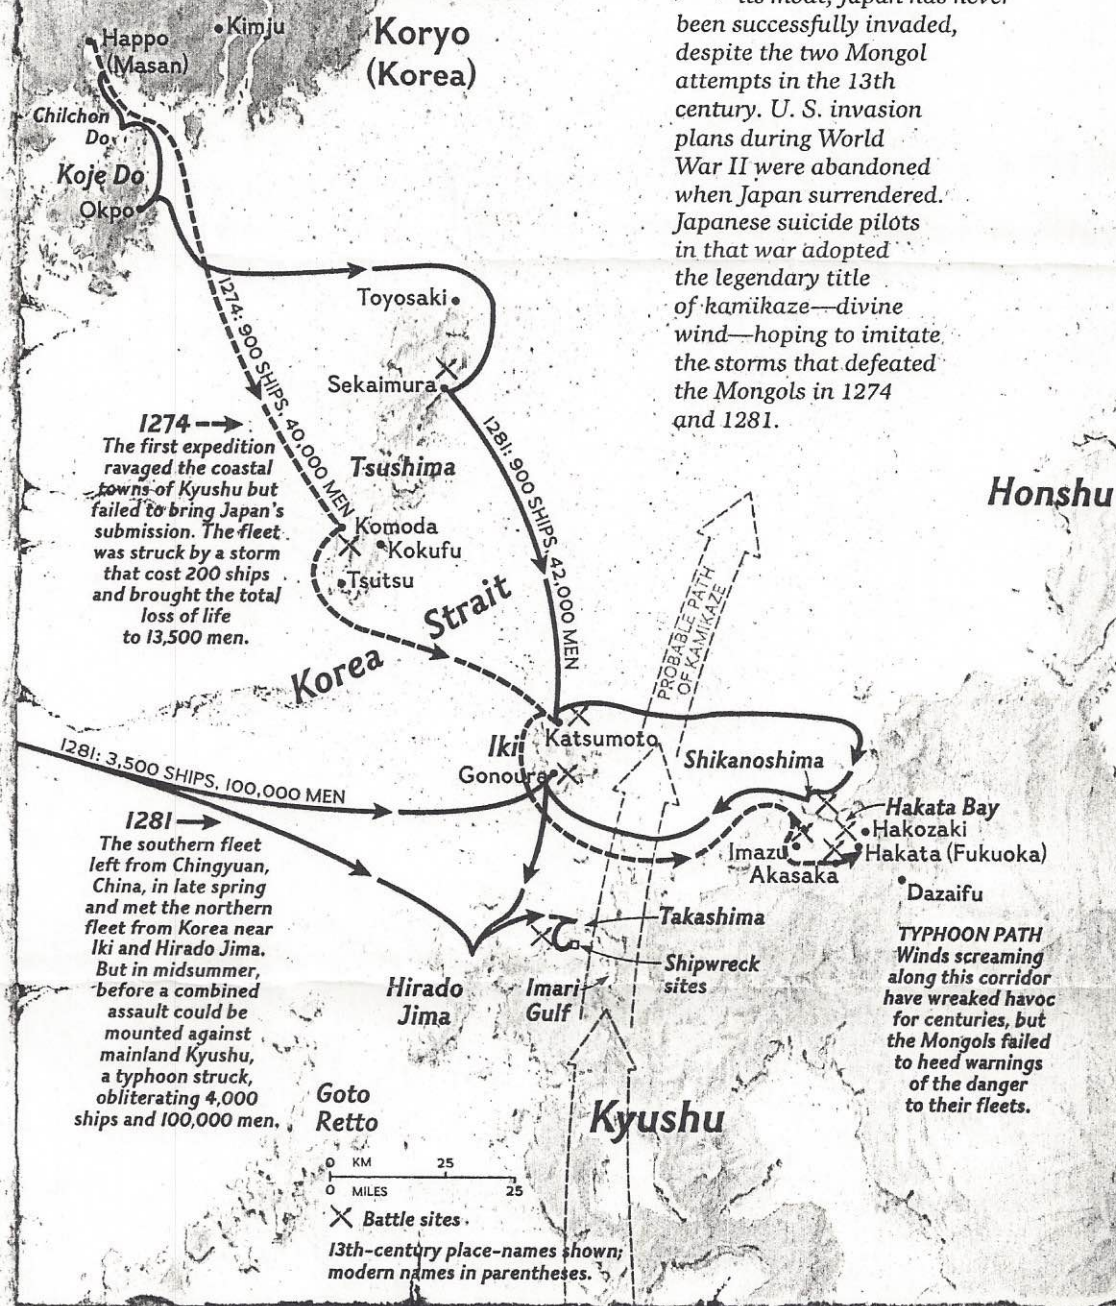 its moat, Japan has never
been successfully invaded,
despite the two Mongol
attempts in the 13th
century. U. S. invasion
plans during World
War II were abandoned
when Japan surrendered.
Japanese suicide pilots
in that war adopted
the legendary title
of kamikaze—divine
wind—hoping to imitate
the storms that defeated
the Mongols in 1274
and 1281.
Kimju
Happo
(Masan)
Koryo
(Korea)
Chilchon
Do
Koje Do
Okpo
Toyosaki
Sekaimura
1274: 900 SHIPS, 40,000 MEN
1281: 900 SHIPS, 42,000 MEN
1274
The first expedition
ravaged the coastal
towns of Kyushu but
failed to bring Japan's
submission. The fleet
was struck by a storm
that cost 200 ships
and brought the total
loss of life
to 13,500 men.
Tsushima
Komoda
Kokufu
Tsutsu
Honshu
Korea Strait
PROBABLE PATH
OF KAMIKAZE
Iki
Katsumoto
Gonoura
Shikanoshima
Hakata Bay
Hakozaki
Imazu
Hakata (Fukuoka)
Akasaka
Dazaifu
1281: 3,500 SHIPS, 100,000 MEN
1281
The southern fleet
left from Chingyuan,
China, in late spring
and met the northern
fleet from Korea near
Iki and Hirado Jima.
But in midsummer,
before a combined
assault could be
mounted against
mainland Kyushu,
a typhoon struck,
obliterating 4,000
ships and 100,000 men.
Takashima
Shipwreck
sites
Hirado
Jima
Imari
Gulf
TYPHOON PATH
Winds screaming
along this corridor
have wreaked havoc
for centuries, but
the Mongols failed
to heed warnings
of the danger
to their fleets.
Goto
Retto
Kyushu
0 KM 25
0 MILES 25
Battle sites
13th-century place-names shown;
modern names in parentheses.